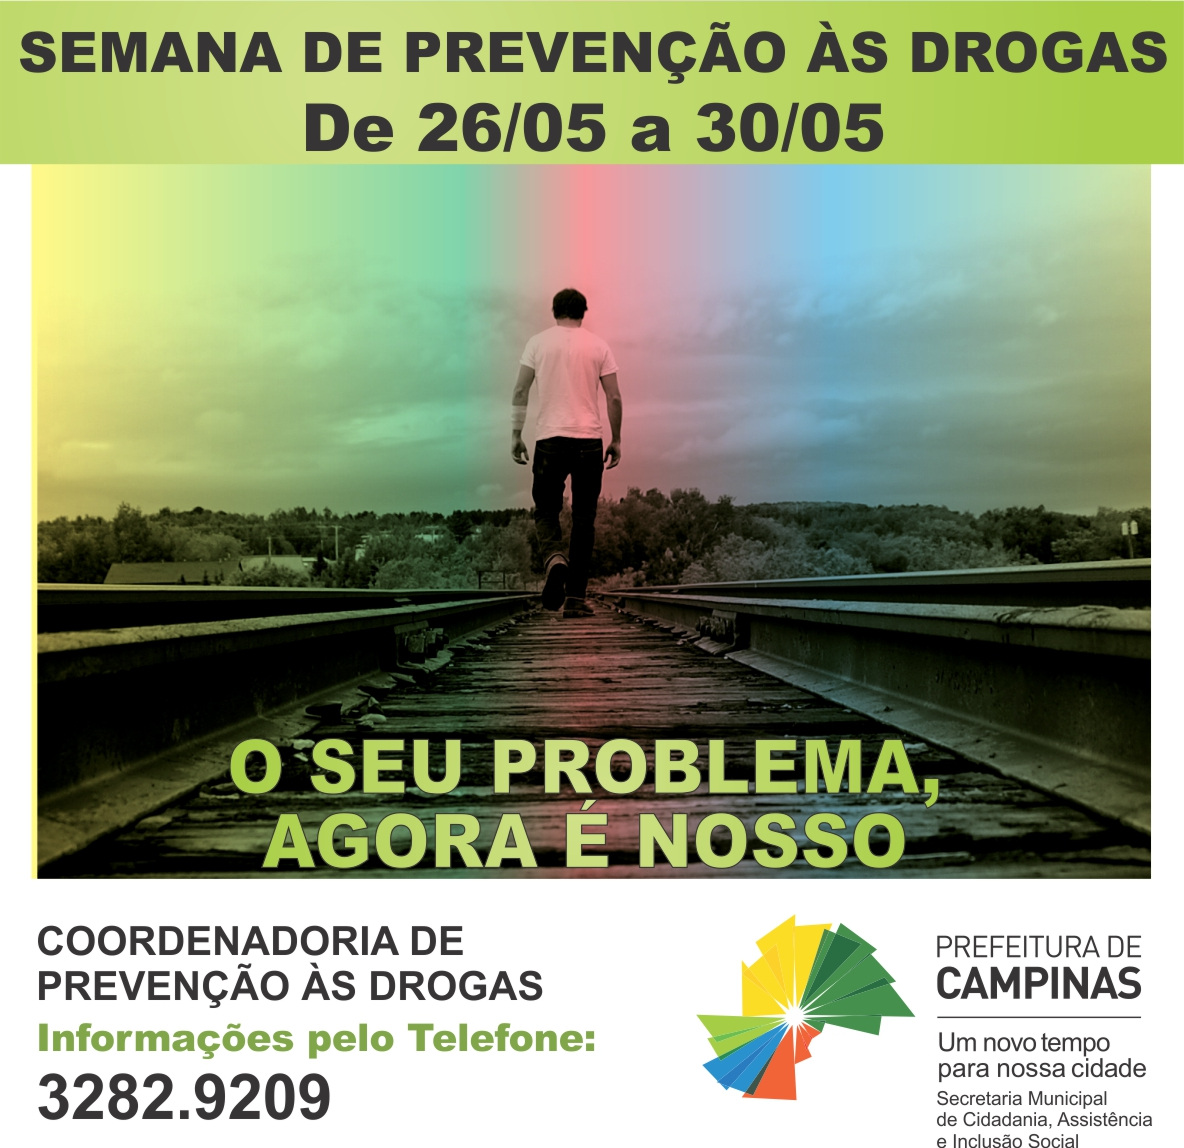 SEMANA DE PREVENÇÃO ÀS DROGAS
De 26/05 a 30/05
O SEU PROBLEMA,
AGORA É NOSSO
COORDENADORIA DE
PREVENÇÃO ÀS DROGAS
Informações pelo Telefone:
3282.9209
PREFEITURA DE
CAMPINAS
Um novo tempo
para nossa cidade
Secretaria Municipal
de Cidadania, Assistência
e Inclusão Social